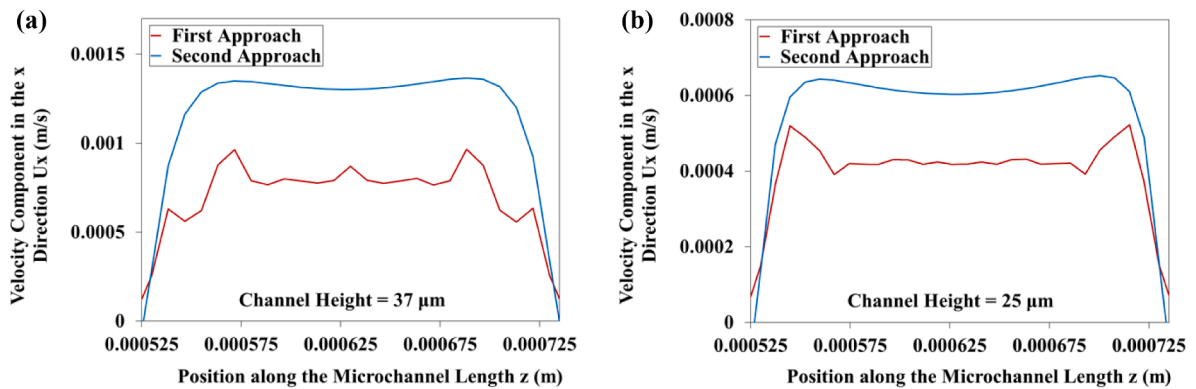 (a)
Velocity Component in the x
Direction Ux (m/s)
First Approach
Second Approach
0.0015
0.001
0.0005
0
Channel Height = 37 μm
0.000525
0.000575
0.000625
0.000675
0.000725
Position along the Microchannel Length z (m)
(b)
Velocity Component in the x
Direction Ux (m/s)
First Approach
Second Approach
0.0008
0.0006
0.0004
0.0002
0
Channel Height = 25 μm
0.000525
0.000575
0.000625
0.000675
0.000725
Position along the Microchannel Length z (m)